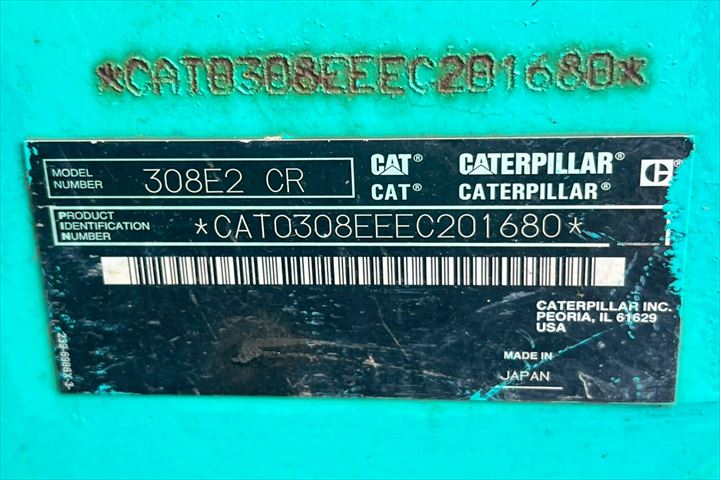 *CAT0308EEEC201680*
MODEL NUMBER 308E2 CR
CAT® CATERPILLAR®
CAT® CATERPILLAR®
PRODUCT IDENTIFICATION NUMBER *CAT0308EEEC201680*
CATERPILLAR INC.
PEORIA, IL 61629
USA
MADE IN
JAPAN